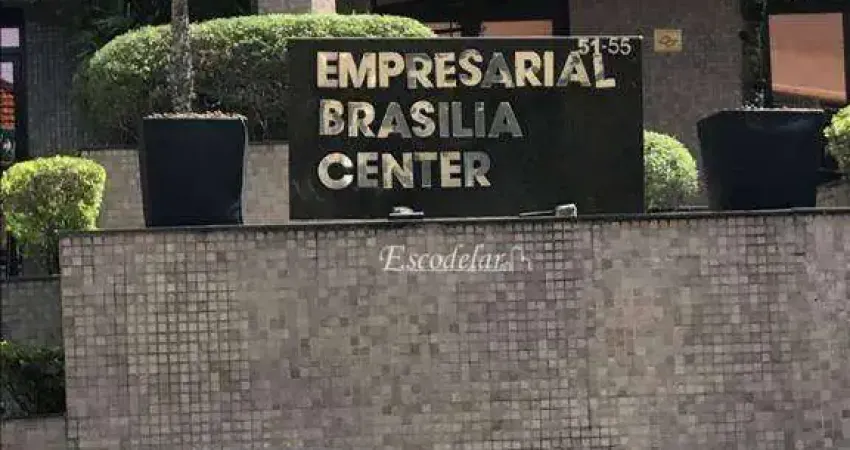 51-55
EMPRESARIAL
BRASILIA
CENTER
Escodelar